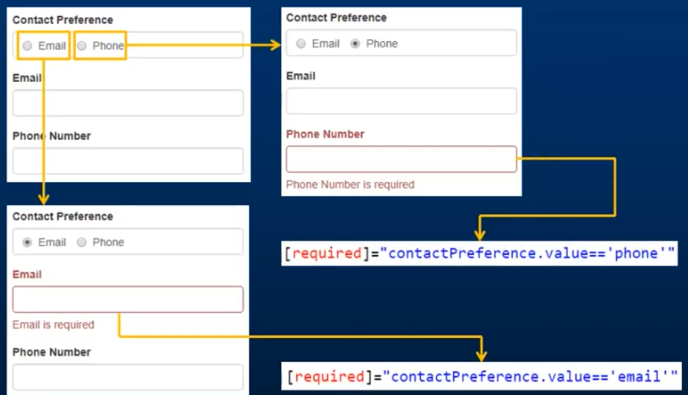 Contact Preference
Email Phone
Email
Phone Number
Contact Preference
Email Phone
Email
Phone Number
Phone Number is required
[required]="contactPreference.value=='phone'"
Contact Preference
Email Phone
Email
Email is required
Phone Number
[required]="contactPreference.value=='email'"